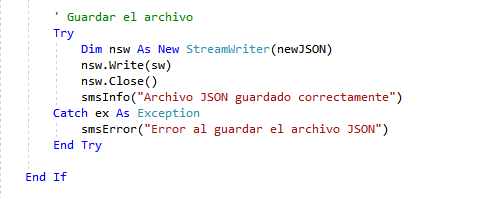 ' Guardar el archivo
Try
Dim nsw As New StreamWriter(newJSON)
nsw.Write(sw)
nsw.Close()
smsInfo("Archivo JSON guardado correctamente")
Catch ex As Exception
smsError("Error al guardar el archivo JSON")
End Try
End If